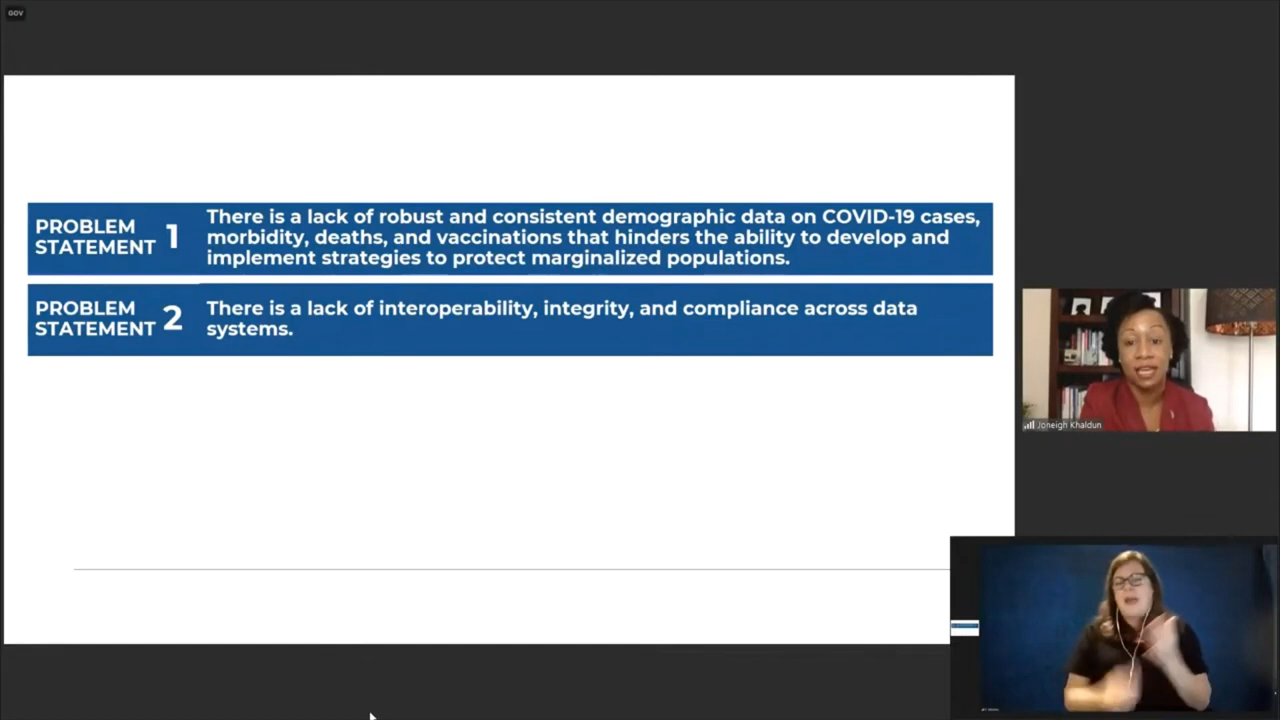 GOV
PROBLEM
STATEMENT 1
There is a lack of robust and consistent demographic data on COVID-19 cases,
morbidity, deaths, and vaccinations that hinders the ability to develop and
implement strategies to protect marginalized populations.
PROBLEM
STATEMENT 2
There is a lack of interoperability, integrity, and compliance across data
systems.
Joneigh Khaldun